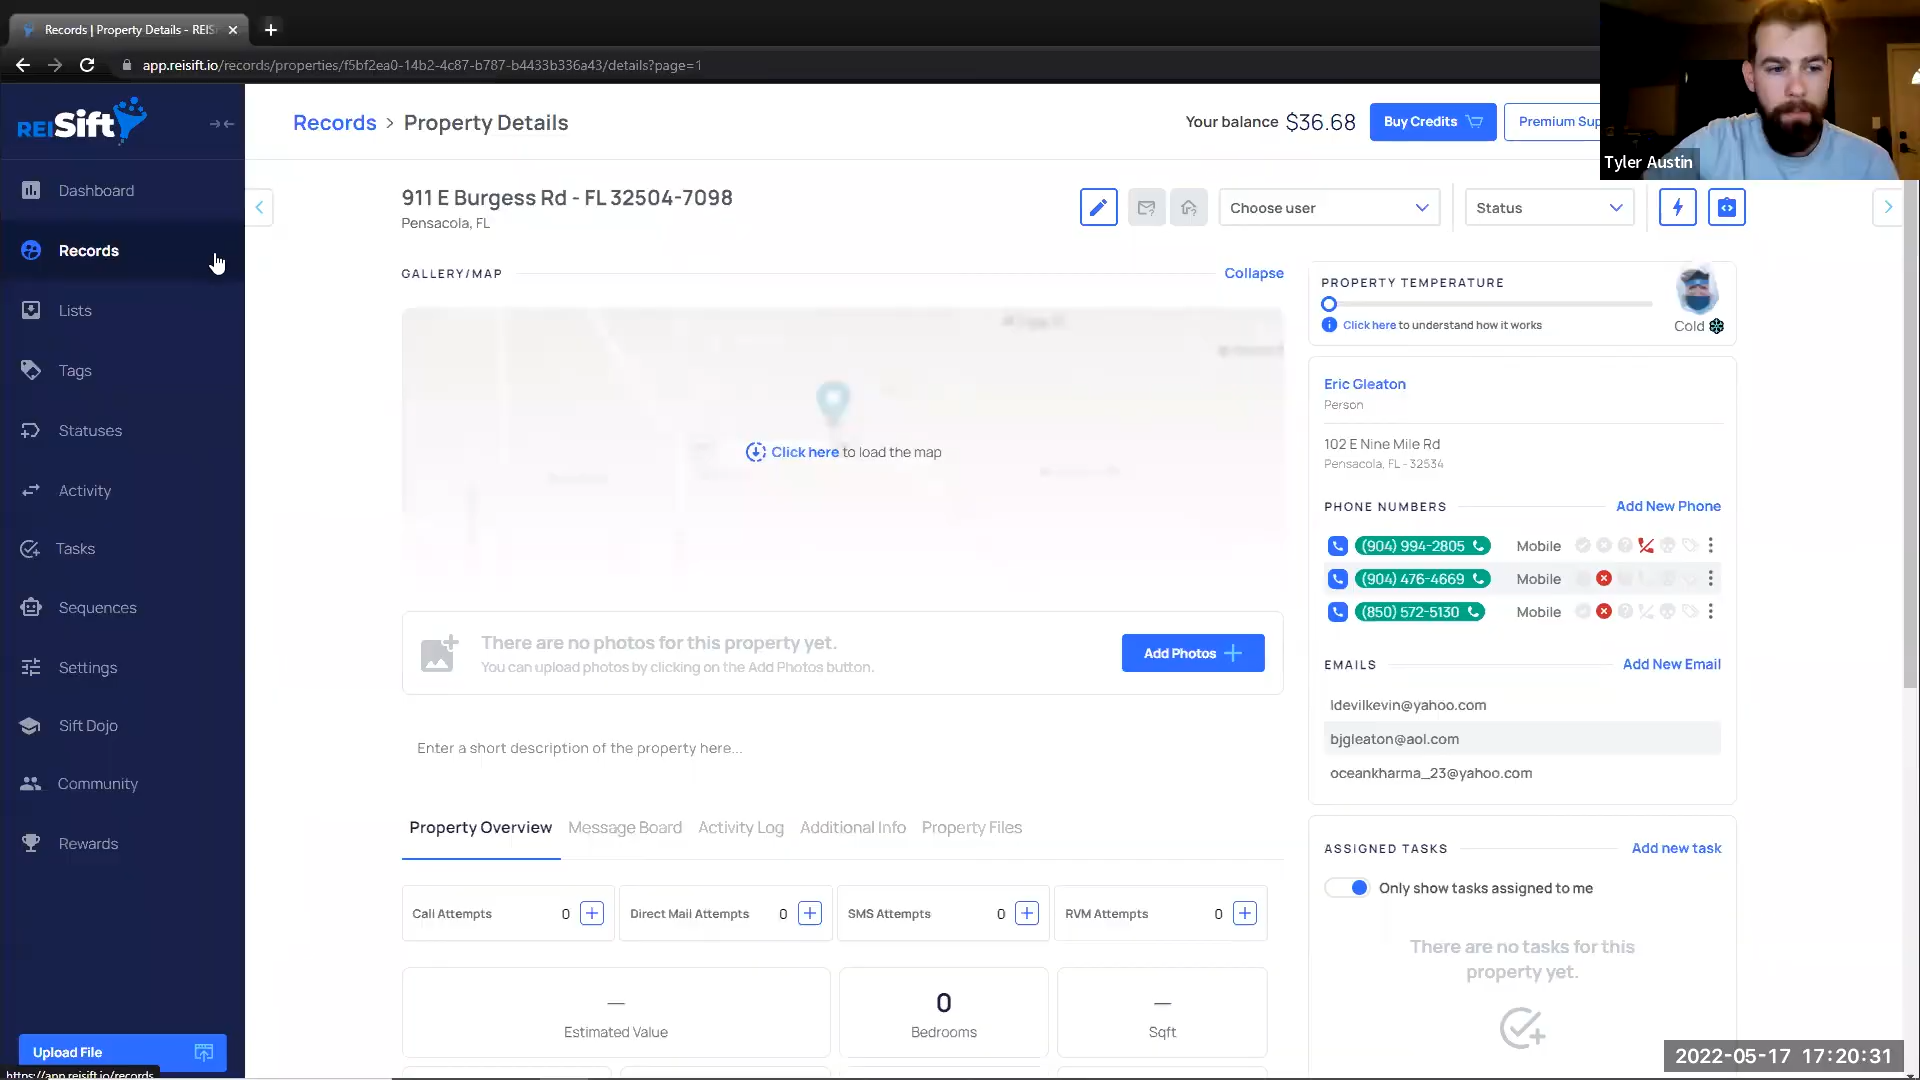 Records | Property Details - REIS
app.reisift.io/records/properties/f5bf2ea0-14b2-4c87-b787-b4433b336a43/details?page=1
REISift
Records > Property Details
Your balance $36.68
Buy Credits
Premium Sup
Tyler Austin
Dashboard
Records
Lists
Tags
Statuses
Activity
Tasks
Sequences
Settings
Sift Dojo
Community
Rewards
Upload File
https://app.reisift.io/records
911 E Burgess Rd - FL 32504-7098
Pensacola, FL
Choose user
Status
GALLERY/MAP
Collapse
Click here to load the map
There are no photos for this property yet.
You can upload photos by clicking on the Add Photos button.
Add Photos
Enter a short description of the property here...
Property Overview
Message Board
Activity Log
Additional Info
Property Files
Call Attempts 0
Direct Mail Attempts 0
SMS Attempts 0
RVM Attempts 0
—
Estimated Value
0
Bedrooms
—
Sqft
PROPERTY TEMPERATURE
Click here to understand how it works
Cold
Eric Gleaton
Person
102 E Nine Mile Rd
Pensacola, FL - 32534
PHONE NUMBERS
Add New Phone
(904) 994-2805 Mobile
(904) 476-4669 Mobile
(850) 572-5130 Mobile
EMAILS
Add New Email
ldevilkevin@yahoo.com
bjgleaton@aol.com
oceankharma_23@yahoo.com
ASSIGNED TASKS
Add new task
Only show tasks assigned to me
There are no tasks for this
property yet.
2022-05-17 17:20:31